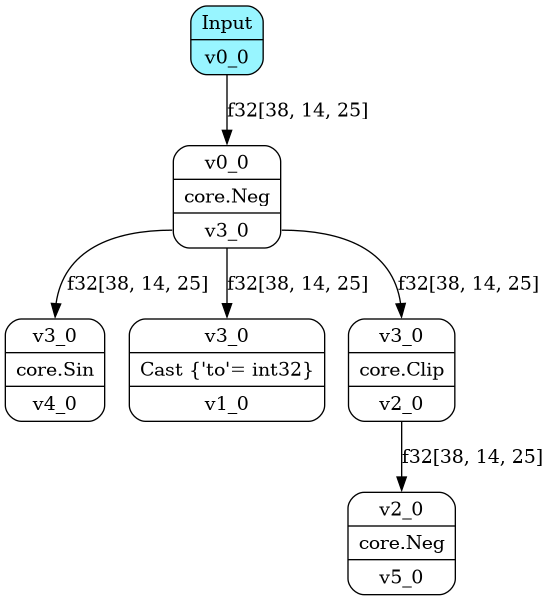 Input
v0_0
f32[38, 14, 25]
v0_0
core.Neg
v3_0
f32[38, 14, 25]
f32[38, 14, 25]
f32[38, 14, 25]
v3_0
core.Sin
v4_0
v3_0
Cast {'to'= int32}
v1_0
v3_0
core.Clip
v2_0
f32[38, 14, 25]
v2_0
core.Neg
v5_0